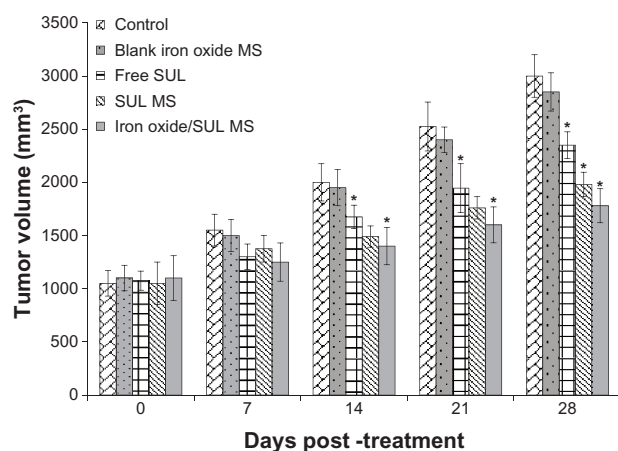 3500
3000
2500
2000
1500
1000
500
0
Tumor volume (mm³)
Control
Blank iron oxide MS
Free SUL
SUL MS
Iron oxide/SUL MS
* * * * * * *
0 7 14 21 28
Days post -treatment